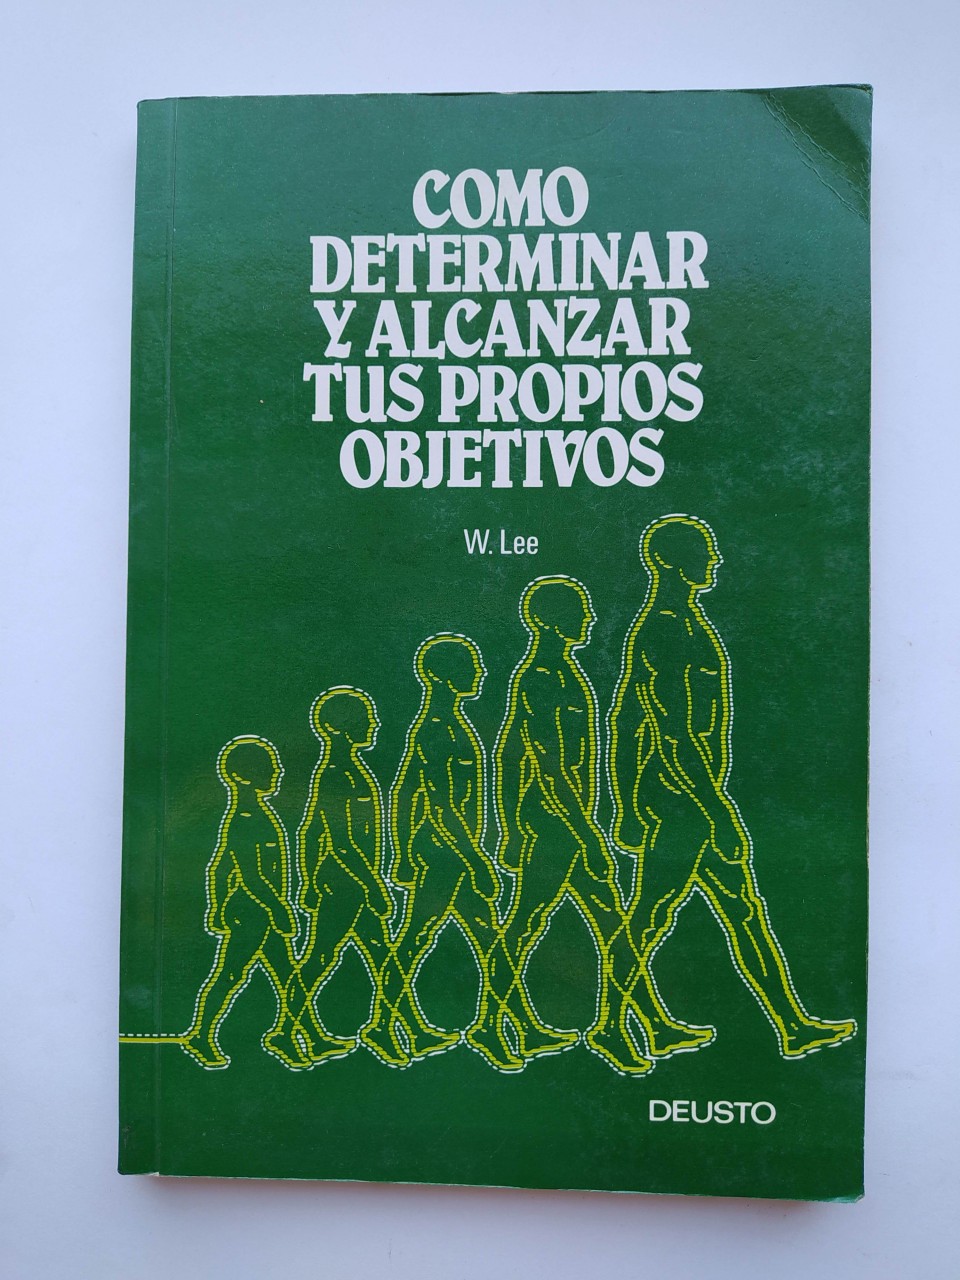 COMO
DETERMINAR
Y ALCANZAR
TUS PROPIOS
OBJETIVOS
W. Lee
DEUSTO